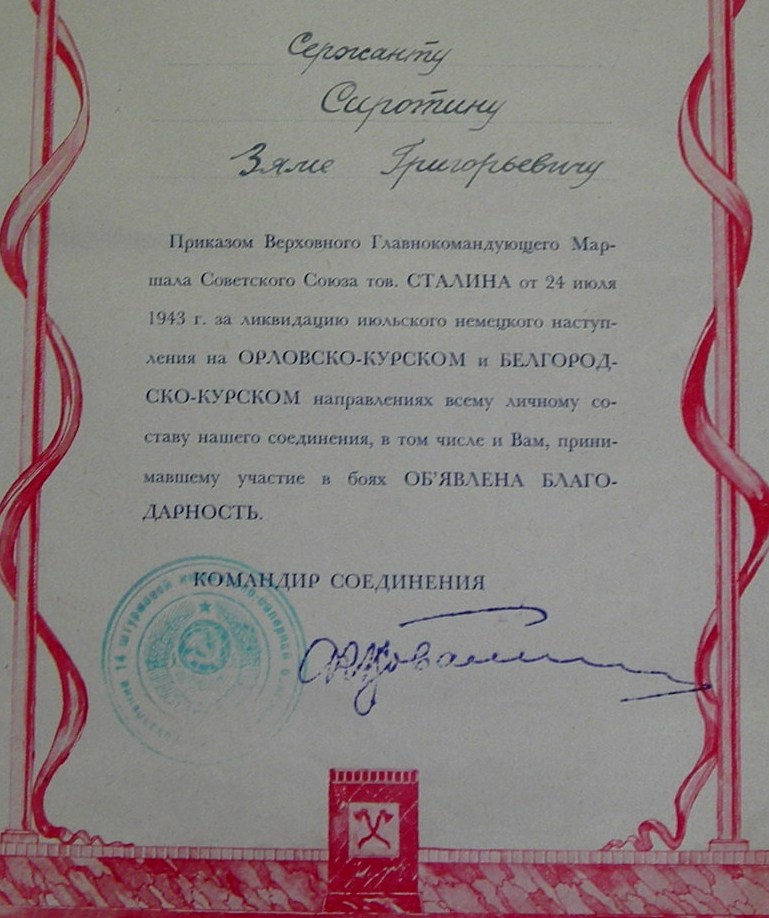 Сержанту
Сиротину
Зяме Григорьевичу
Приказом Верховного Главнокомандующего Мар-
шала Советского Союза тов. СТАЛИНА от 24 июля
1943 г. за ликвидацию июльского немецкого наступ-
ления на ОРЛОВСКО-КУРСКОМ и БЕЛГОРОД-
СКО-КУРСКОМ направлениях всему личному со-
ставу нашего соединения, в том числе и Вам, прини-
мавшему участие в боях ОБ'ЯВЛЕНА БЛАГО-
ДАРНОСТЬ.
КОМАНДИР СОЕДИНЕНИЯ
14 штурмовой